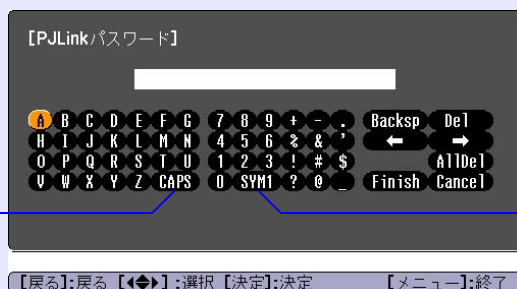 [PJLinkパスワード]
A B C D E F G 7 8 9 + - . Backsp Del
H I J K L M N 4 5 6 % & ' ← →
O P Q R S T U 1 2 3 ! # $ AllDel
V W X Y Z CAPS 0 SYM1 ? @ _ Finish Cancel
[戻る]:戻る [◆]:選択 [決定]:決定 [メニュー]:終了